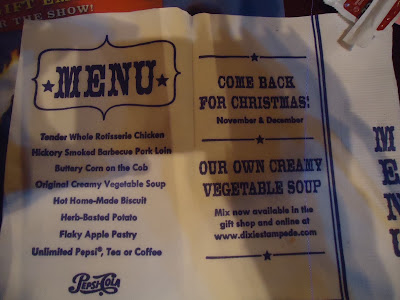 IFT EM
R THE SHOW!
MENU
Tender Whole Rotisserie Chicken
Hickory Smoked Barbecue Pork Loin
Buttery Corn on the Cob
Original Creamy Vegetable Soup
Hot Home-Made Biscuit
Herb-Basted Potato
Flaky Apple Pastry
Unlimited Pepsi®, Tea or Coffee
PEPSI-COLA
COME BACK
FOR CHRISTMAS!
November & December
OUR OWN CREAMY
VEGETABLE SOUP
Mix now available in the
gift shop and online at
www.dixiestampede.com
MENU